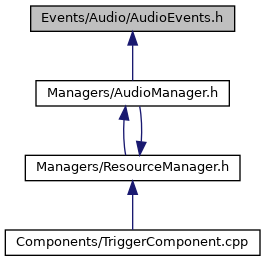 Events/Audio/AudioEvents.h
Managers/AudioManager.h
Managers/ResourceManager.h
Components/TriggerComponent.cpp